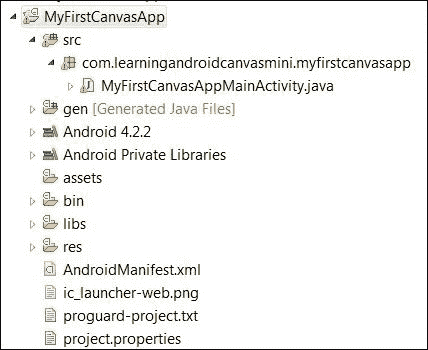 MyFirstCanvasApp
src
com.learningandroidcanvasmini.myfirstcanvasapp
MyFirstCanvasAppMainActivity.java
gen [Generated Java Files]
Android 4.2.2
Android Private Libraries
assets
bin
libs
res
AndroidManifest.xml
ic_launcher-web.png
proguard-project.txt
project.properties